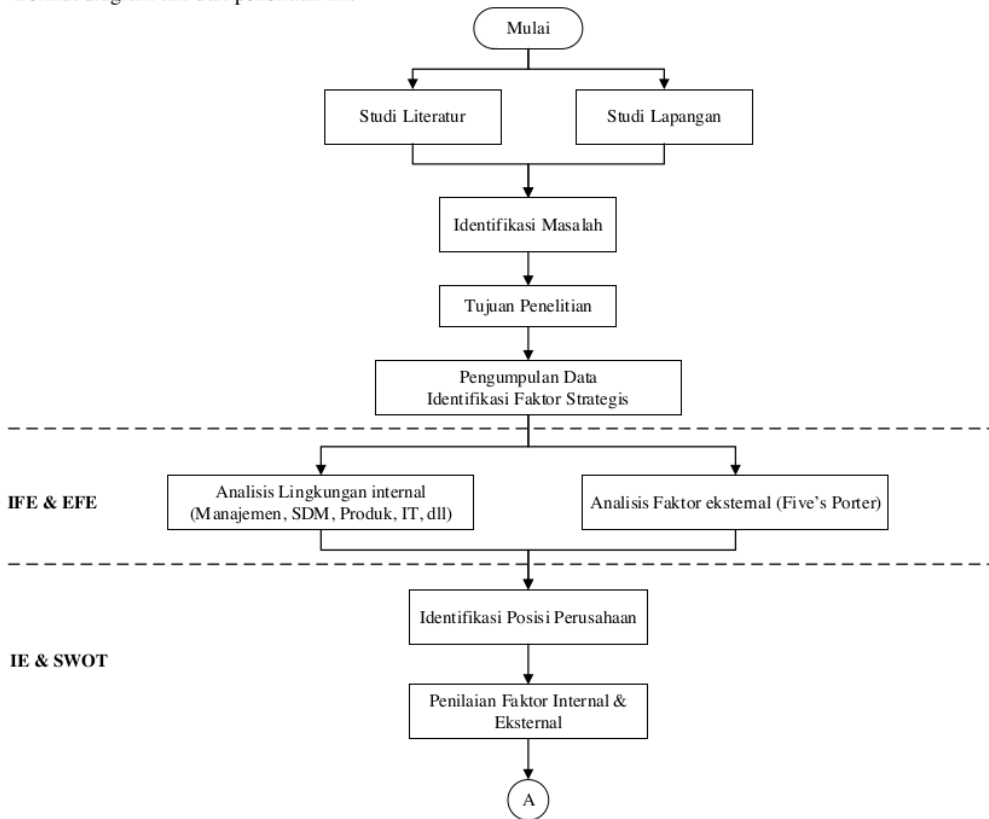 Mulai
Studi Literatur
Studi Lapangan
Identifikasi Masalah
Tujuan Penelitian
Pengumpulan Data
Identifikasi Faktor Strategis
IFE & EFE
Analisis Lingkungan internal
(Manajemen, SDM, Produk, IT, dll)
Analisis Faktor eksternal (Five's Porter)
Identifikasi Posisi Perusahaan
IE & SWOT
Penilaian Faktor Internal &
Eksternal
A